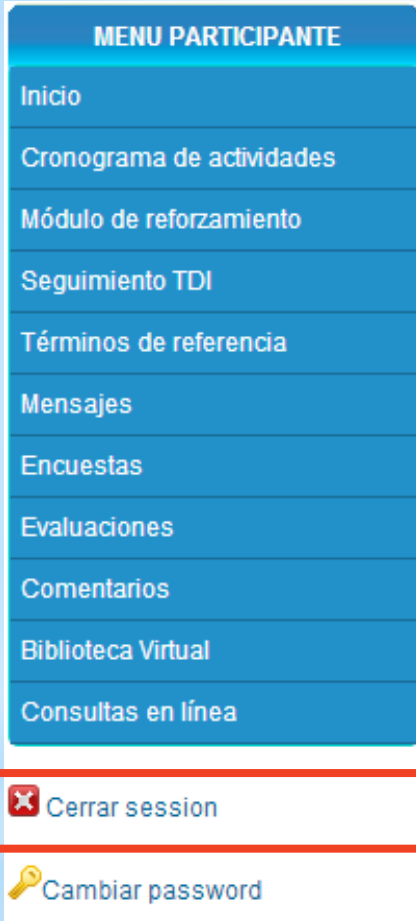 MENU PARTICIPANTE
Inicio
Cronograma de actividades
Módulo de reforzamiento
Seguimiento TDI
Términos de referencia
Mensajes
Encuestas
Evaluaciones
Comentarios
Biblioteca Virtual
Consultas en línea
Cerrar session
Cambiar password